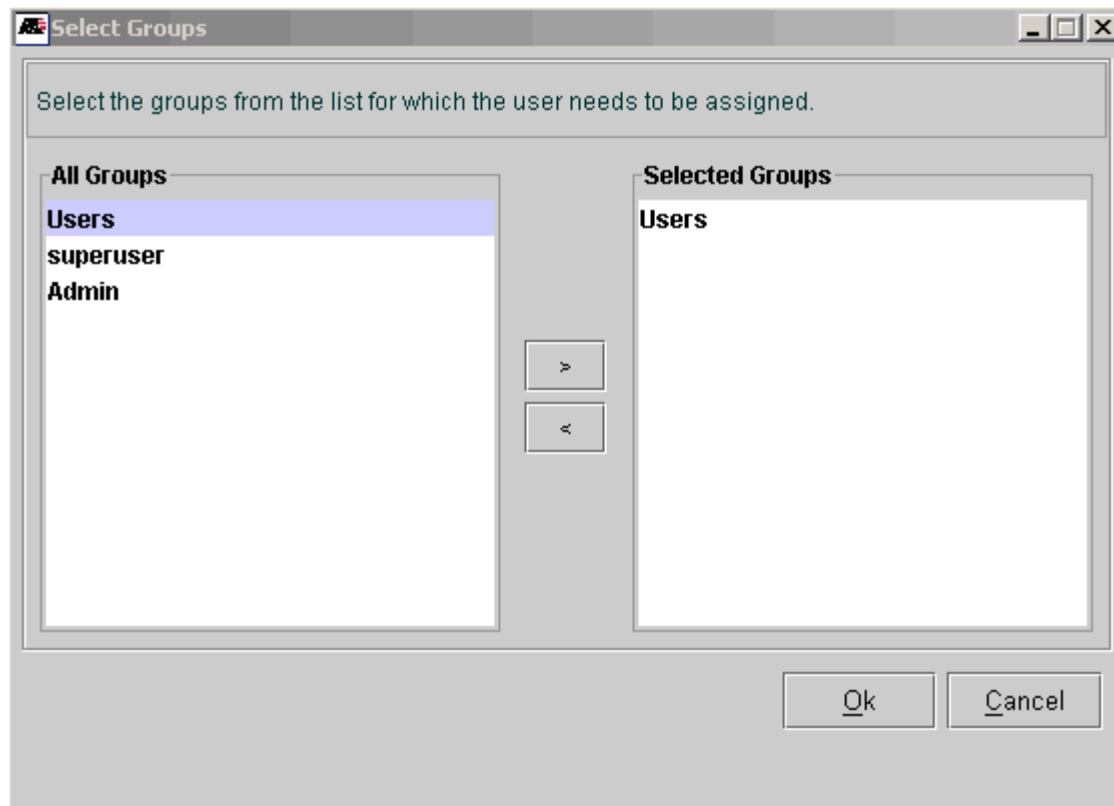 Select Groups
Select the groups from the list for which the user needs to be assigned.
All Groups
Users
superuser
Admin
>
<
Selected Groups
Users
Ok
Cancel